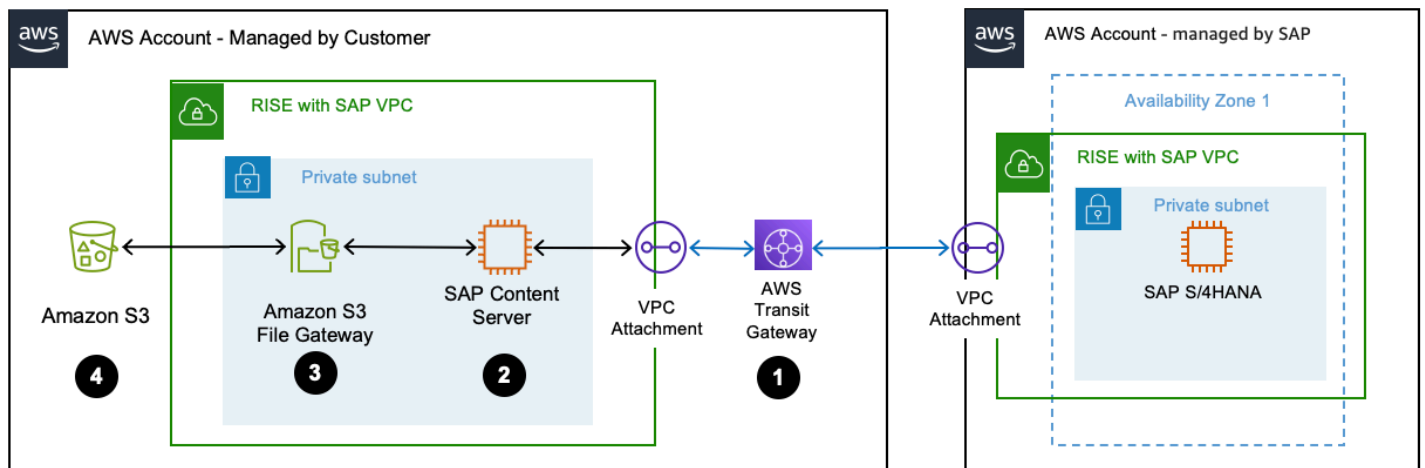 aws
AWS Account - Managed by Customer
RISE with SAP VPC
Private subnet
Amazon S3
4
Amazon S3
File Gateway
3
SAP Content
Server
2
VPC
Attachment
AWS
Transit
Gateway
1
aws
AWS Account - managed by SAP
Availability Zone 1
RISE with SAP VPC
Private subnet
SAP S/4HANA
VPC
Attachment